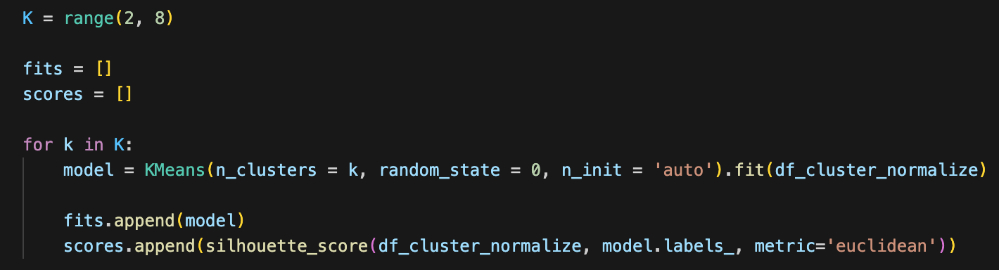 K = range(2, 8)
fits = []
scores = []
for k in K:
    model = KMeans(n_clusters = k, random_state = 0, n_init = 'auto').fit(df_cluster_normalize)
    fits.append(model)
    scores.append(silhouette_score(df_cluster_normalize, model.labels_, metric='euclidean'))